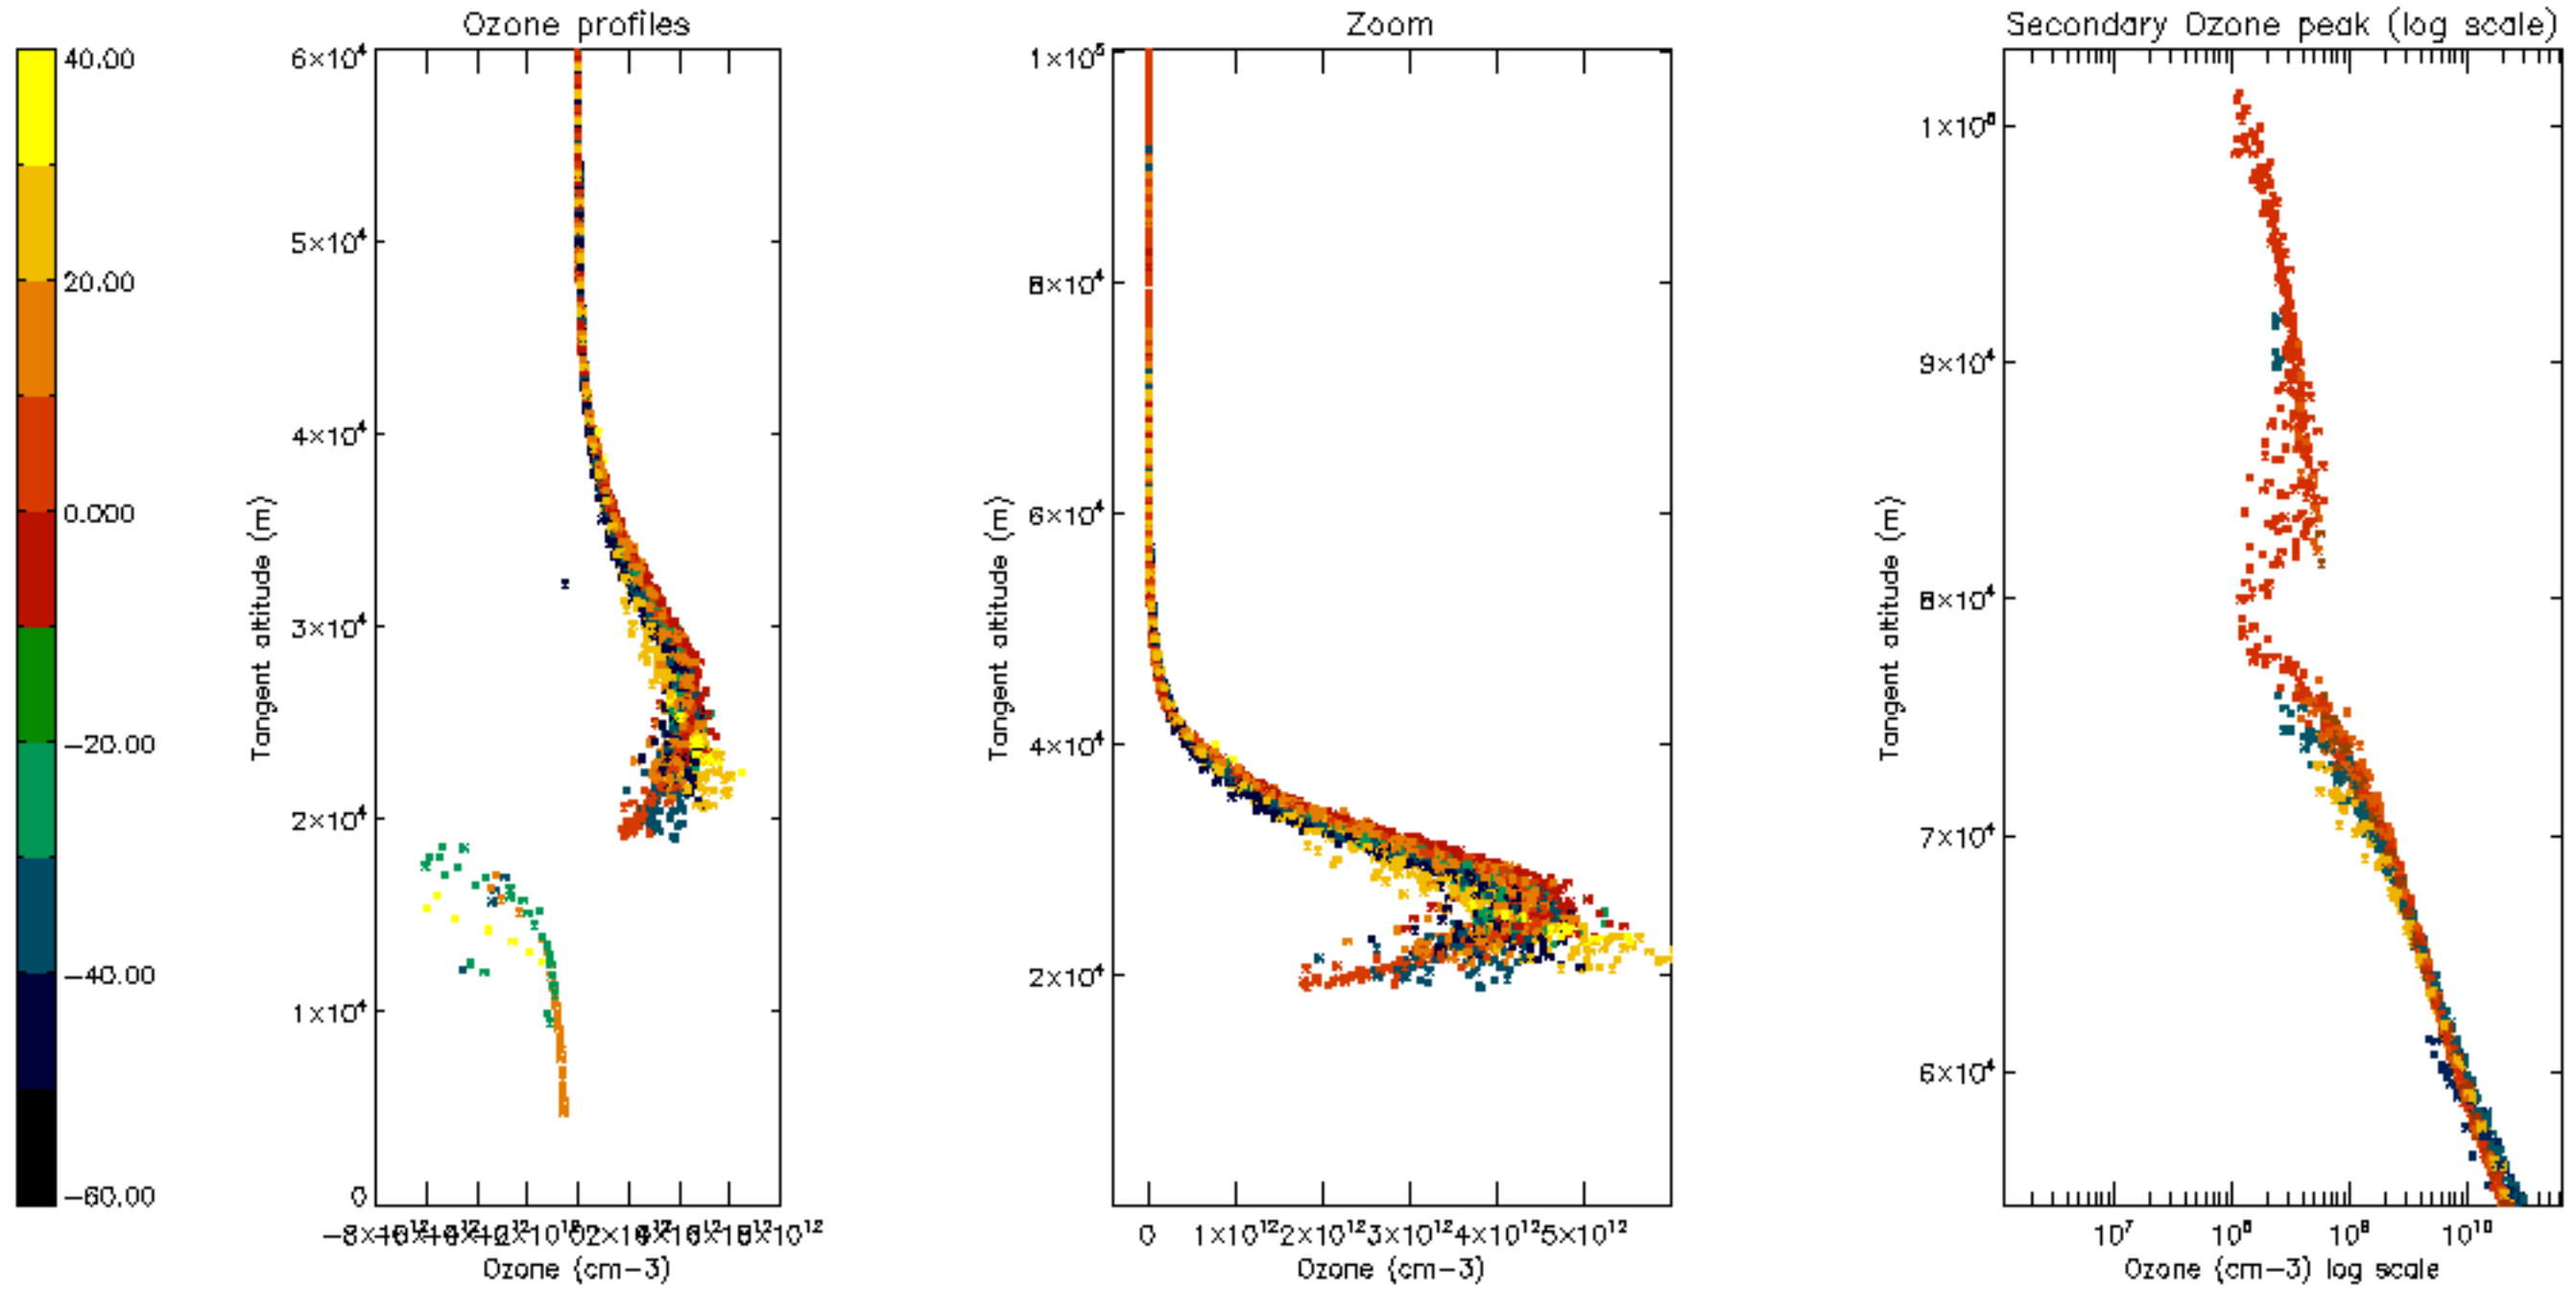 Ozone profiles
Zoom
Secondary Ozone peak (log scale)
40.00
20.00
0.000
−20.00
−40.00
−60.00
6×10⁴
5×10⁴
4×10⁴
3×10⁴
2×10⁴
1×10⁴
0
Tangent altitude (m)
Ozone (cm−3)
1×10⁵
8×10⁴
6×10⁴
4×10⁴
2×10⁴
Tangent altitude (m)
0 1×10¹² 2×10¹² 3×10¹² 4×10¹² 5×10¹²
Ozone (cm−3)
1×10⁵
9×10⁴
8×10⁴
7×10⁴
6×10⁴
Tangent altitude (m)
10⁷ 10⁸ 10⁹ 10¹⁰
Ozone (cm−3) log scale